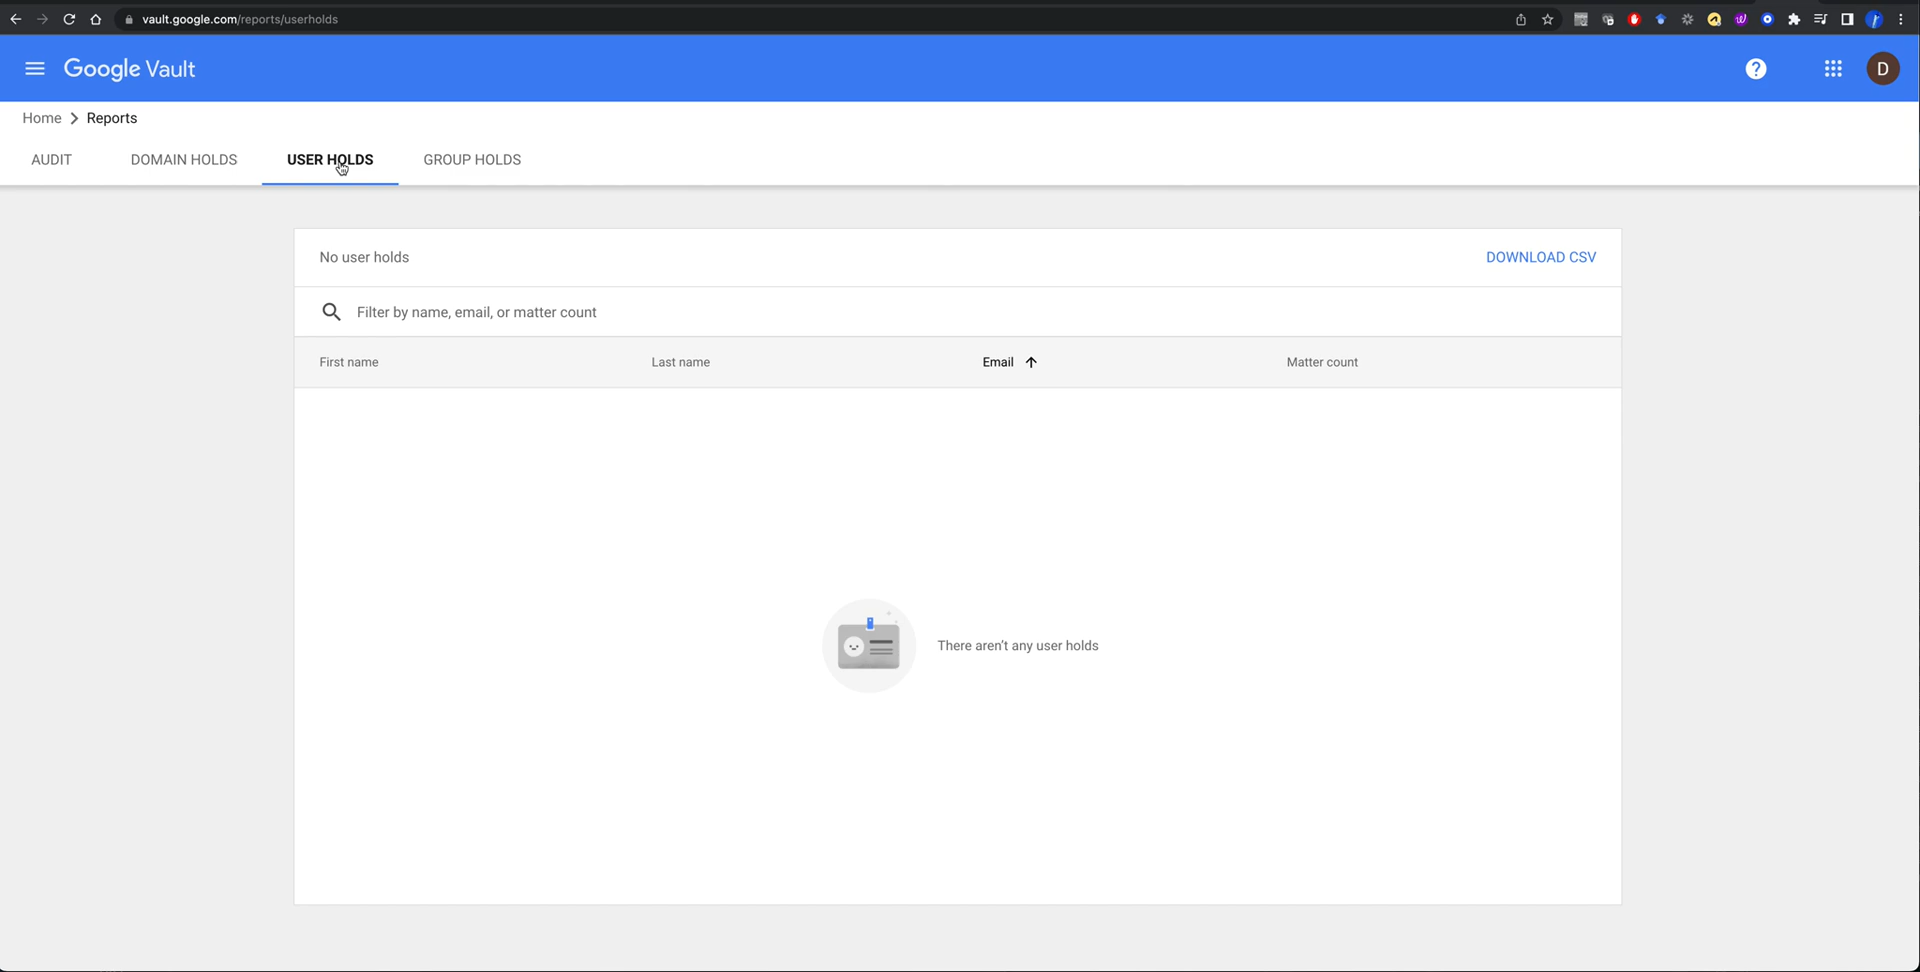 vault.google.com/reports/userholds
Google Vault
D
Home > Reports
AUDIT
DOMAIN HOLDS
USER HOLDS
GROUP HOLDS
No user holds
DOWNLOAD CSV
Filter by name, email, or matter count
First name
Last name
Email
Matter count
There aren't any user holds